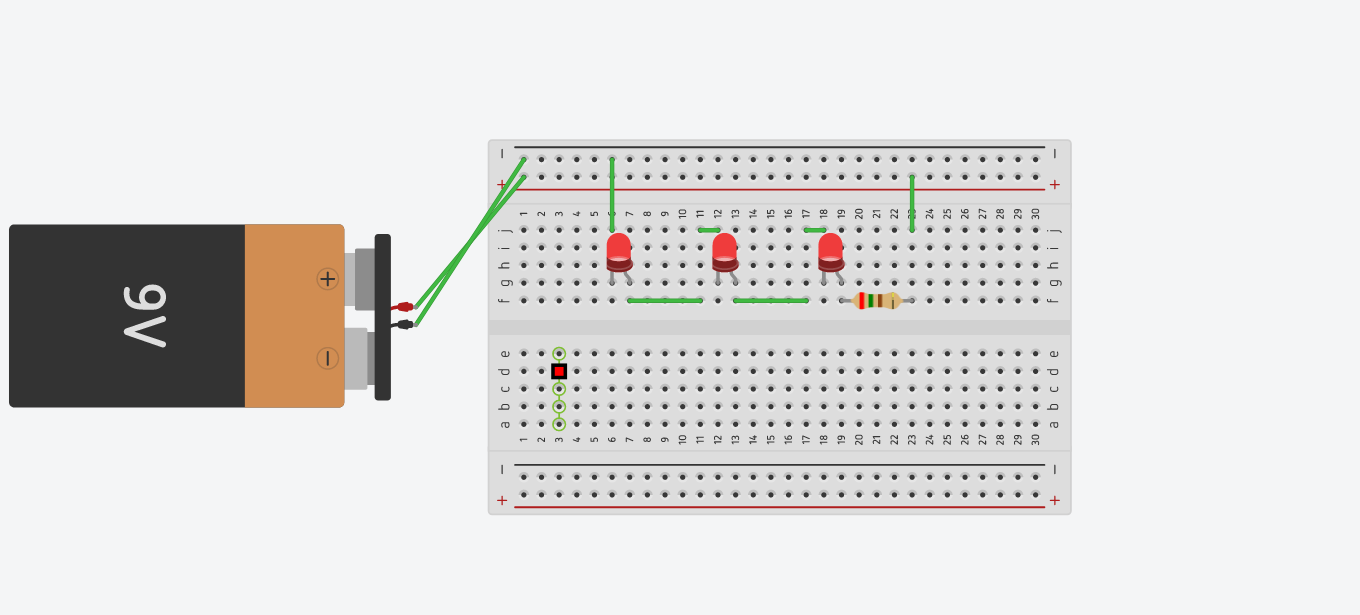 9V
+
−
− −
+ +
1 2 3 4 5 6 7 8 9 10 11 12 13 14 15 16 17 18 19 20 21 22 23 24 25 26 27 28 29 30
j j
i i
h h
g g
f f
e e
d d
c c
b b
a a
1 2 3 4 5 6 7 8 9 10 11 12 13 14 15 16 17 18 19 20 21 22 23 24 25 26 27 28 29 30
− −
+ +